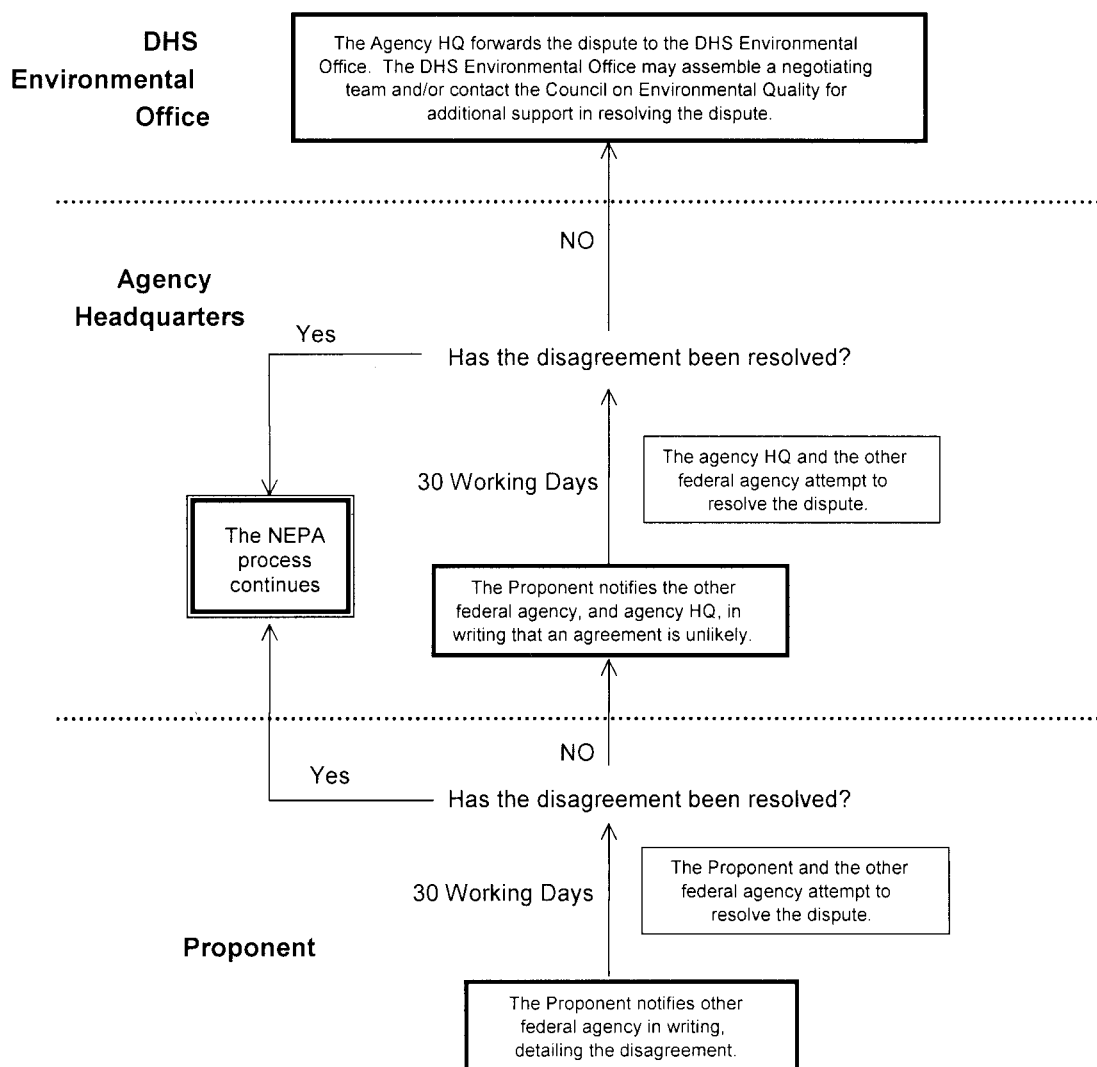 DHS
Environmental
Office
The Agency HQ forwards the dispute to the DHS Environmental
Office. The DHS Environmental Office may assemble a negotiating
team and/or contact the Council on Environmental Quality for
additional support in resolving the dispute.
NO
Agency
Headquarters
Yes
Has the disagreement been resolved?
30 Working Days
The agency HQ and the other
federal agency attempt to
resolve the dispute.
The NEPA
process
continues
The Proponent notifies the other
federal agency, and agency HQ, in
writing that an agreement is unlikely.
NO
Yes
Has the disagreement been resolved?
30 Working Days
The Proponent and the other
federal agency attempt to
resolve the dispute.
Proponent
The Proponent notifies other
federal agency in writing,
detailing the disagreement.